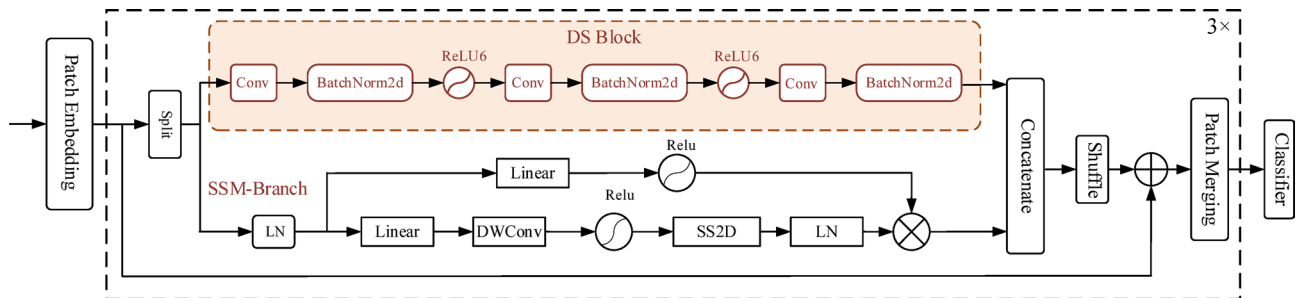 3×
DS Block
ReLU6
ReLU6
Patch Embedding
Split
Conv
BatchNorm2d
Conv
BatchNorm2d
Conv
BatchNorm2d
Concatenate
Shuffle
Patch Merging
Classifier
SSM-Branch
Linear
Relu
Relu
LN
Linear
DWConv
SS2D
LN